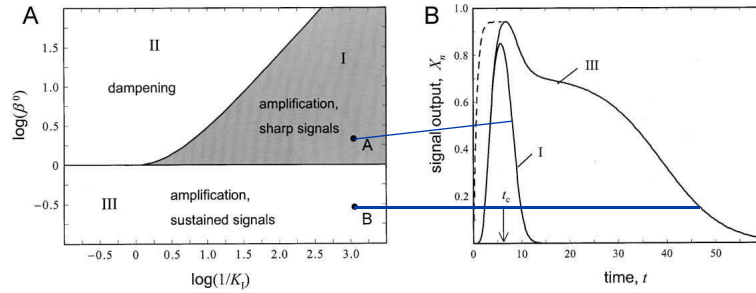 A
II
dampening
I
amplification,
sharp signals
A
III
amplification,
sustained signals
B
log(β⁰)
1.5
1.0
0.5
0
−0.5
−0.5 0.0 0.5 1.0 1.5 2.0 2.5 3.0
log(1/K_I)
B
signal output, X_n
1.0
0.8
0.6
0.4
0.2
III
I
t_c
0 10 20 30 40 50
time, t